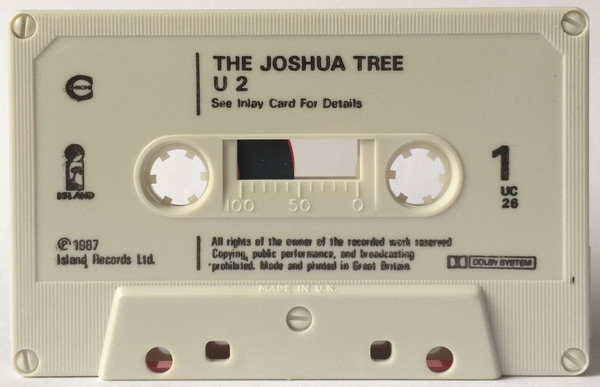 THE JOSHUA TREE
U 2
See Inlay Card For Details
ISLAND
1
UC
26
100 50 0
℗ 1987
Island Records Ltd.
All rights of the owner of the recorded work reserved
Copying, public performance, and broadcasting
prohibited. Made and printed in Great Britain
DOLBY SYSTEM
MADE IN U.K.